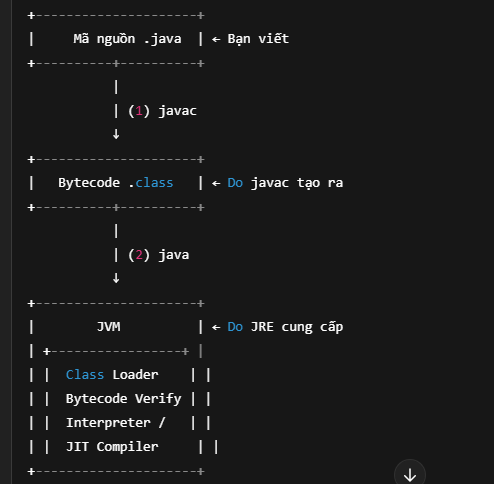 +---------------------+
|     Mã nguồn .java  | ← Bạn viết
+----------+----------+
           |
           | (1) javac
           ↓
+---------------------+
|   Bytecode .class   | ← Do javac tạo ra
+----------+----------+
           |
           | (2) java
           ↓
+---------------------+
|        JVM          | ← Do JRE cung cấp
| +-----------------+ |
| |  Class Loader    | |
| |  Bytecode Verify | |
| |  Interpreter /   | |
| |  JIT Compiler     | |
+---------------------+